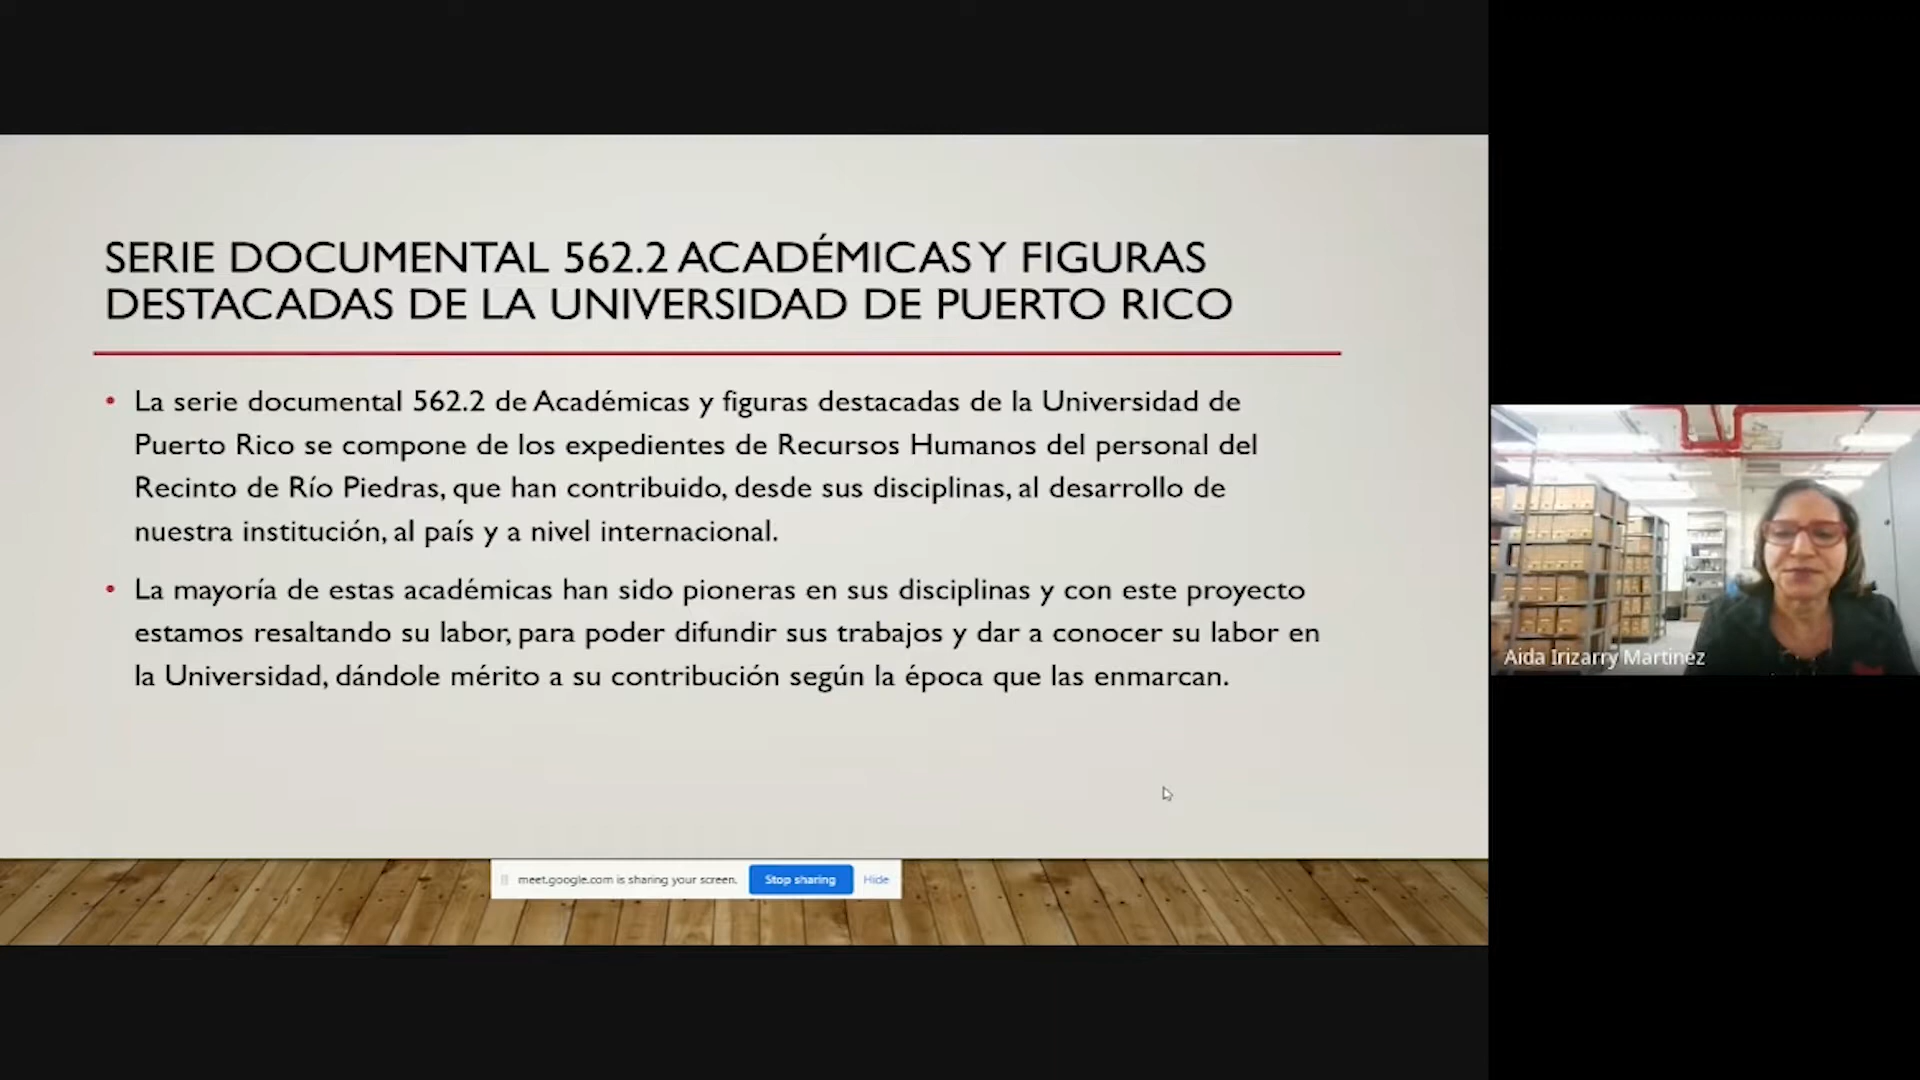 SERIE DOCUMENTAL 562.2 ACADÉMICAS Y FIGURAS
DESTACADAS DE LA UNIVERSIDAD DE PUERTO RICO
• La serie documental 562.2 de Académicas y figuras destacadas de la Universidad de
Puerto Rico se compone de los expedientes de Recursos Humanos del personal del
Recinto de Río Piedras, que han contribuido, desde sus disciplinas, al desarrollo de
nuestra institución, al país y a nivel internacional.
• La mayoría de estas académicas han sido pioneras en sus disciplinas y con este proyecto
estamos resaltando su labor, para poder difundir sus trabajos y dar a conocer su labor en
la Universidad, dándole mérito a su contribución según la época que las enmarcan.
Aida Irizarry Martinez
meet.google.com is sharing your screen. Stop sharing Hide